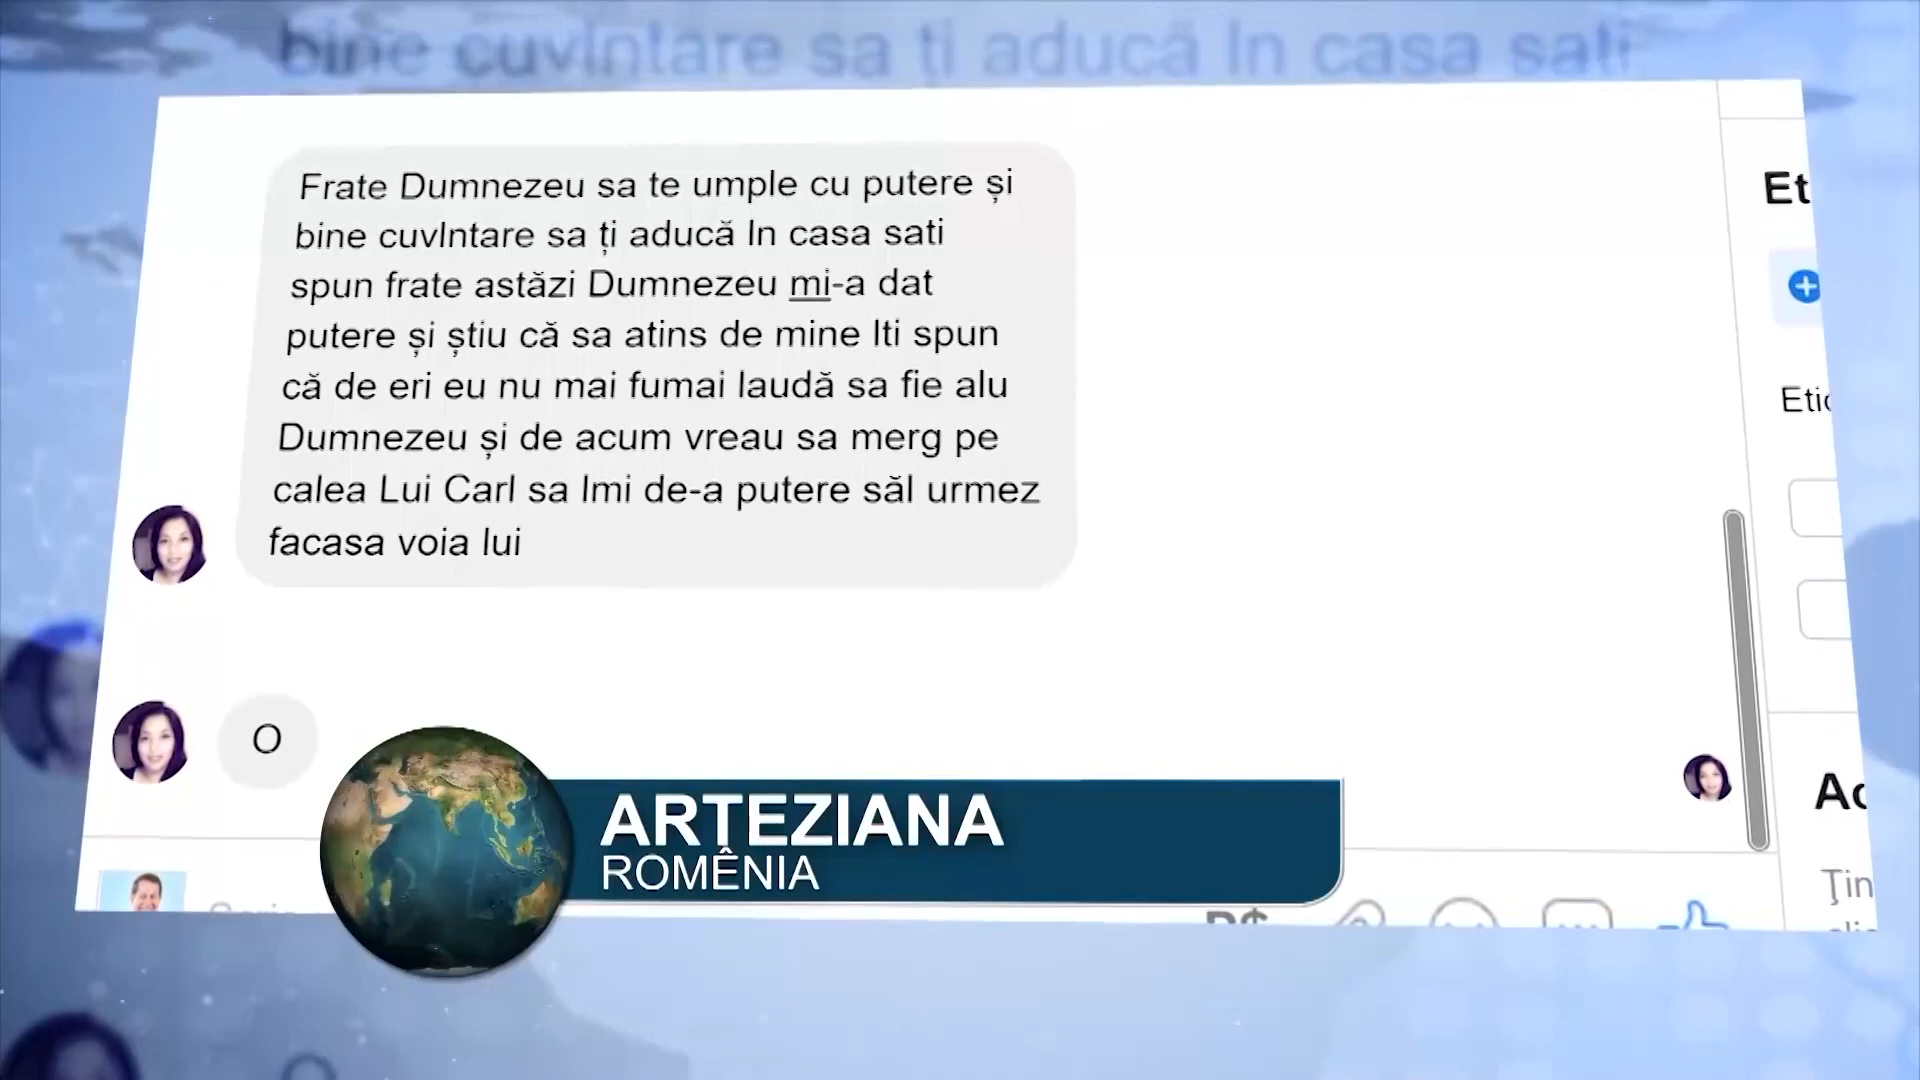 bine cuvIntare sa ți aducă In casa sati
Frate Dumnezeu sa te umple cu putere și
bine cuvIntare sa ți aducă In casa sati
spun frate astăzi Dumnezeu mi-a dat
putere și știu că sa atins de mine Iti spun
că de eri eu nu mai fumai laudă sa fie alu
Dumnezeu și de acum vreau sa merg pe
calea Lui Carl sa Imi de-a putere săl urmez
facasa voia lui
O
Et
Etic
Ac
Ţin
ARTEZIANA
ROMÊNIA
R$